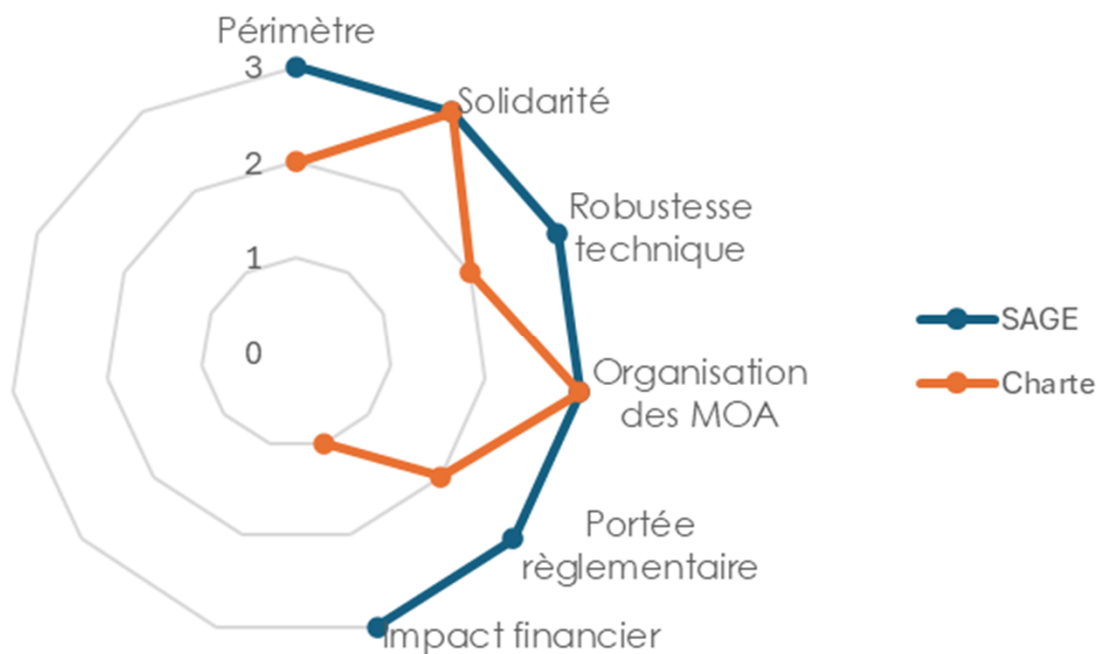 Périmètre
3
Solidarité
2
Robustesse
technique
1
0
SAGE
Charte
Organisation
des MOA
Portée
règlementaire
Impact financier